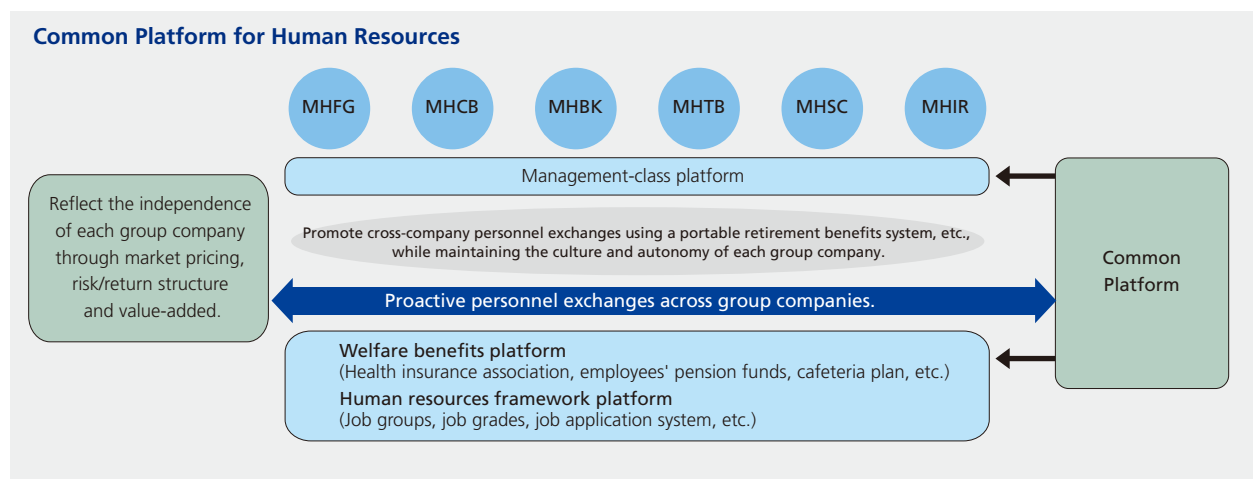 Common Platform for Human Resources
MHFG
MHCB
MHBK
MHTB
MHSC
MHIR
Management-class platform
Reflect the independence
of each group company
through market pricing,
risk/return structure
and value-added.
Promote cross-company personnel exchanges using a portable retirement benefits system, etc.,
while maintaining the culture and autonomy of each group company.
Common
Platform
Proactive personnel exchanges across group companies.
Welfare benefits platform
(Health insurance association, employees' pension funds, cafeteria plan, etc.)
Human resources framework platform
(Job groups, job grades, job application system, etc.)